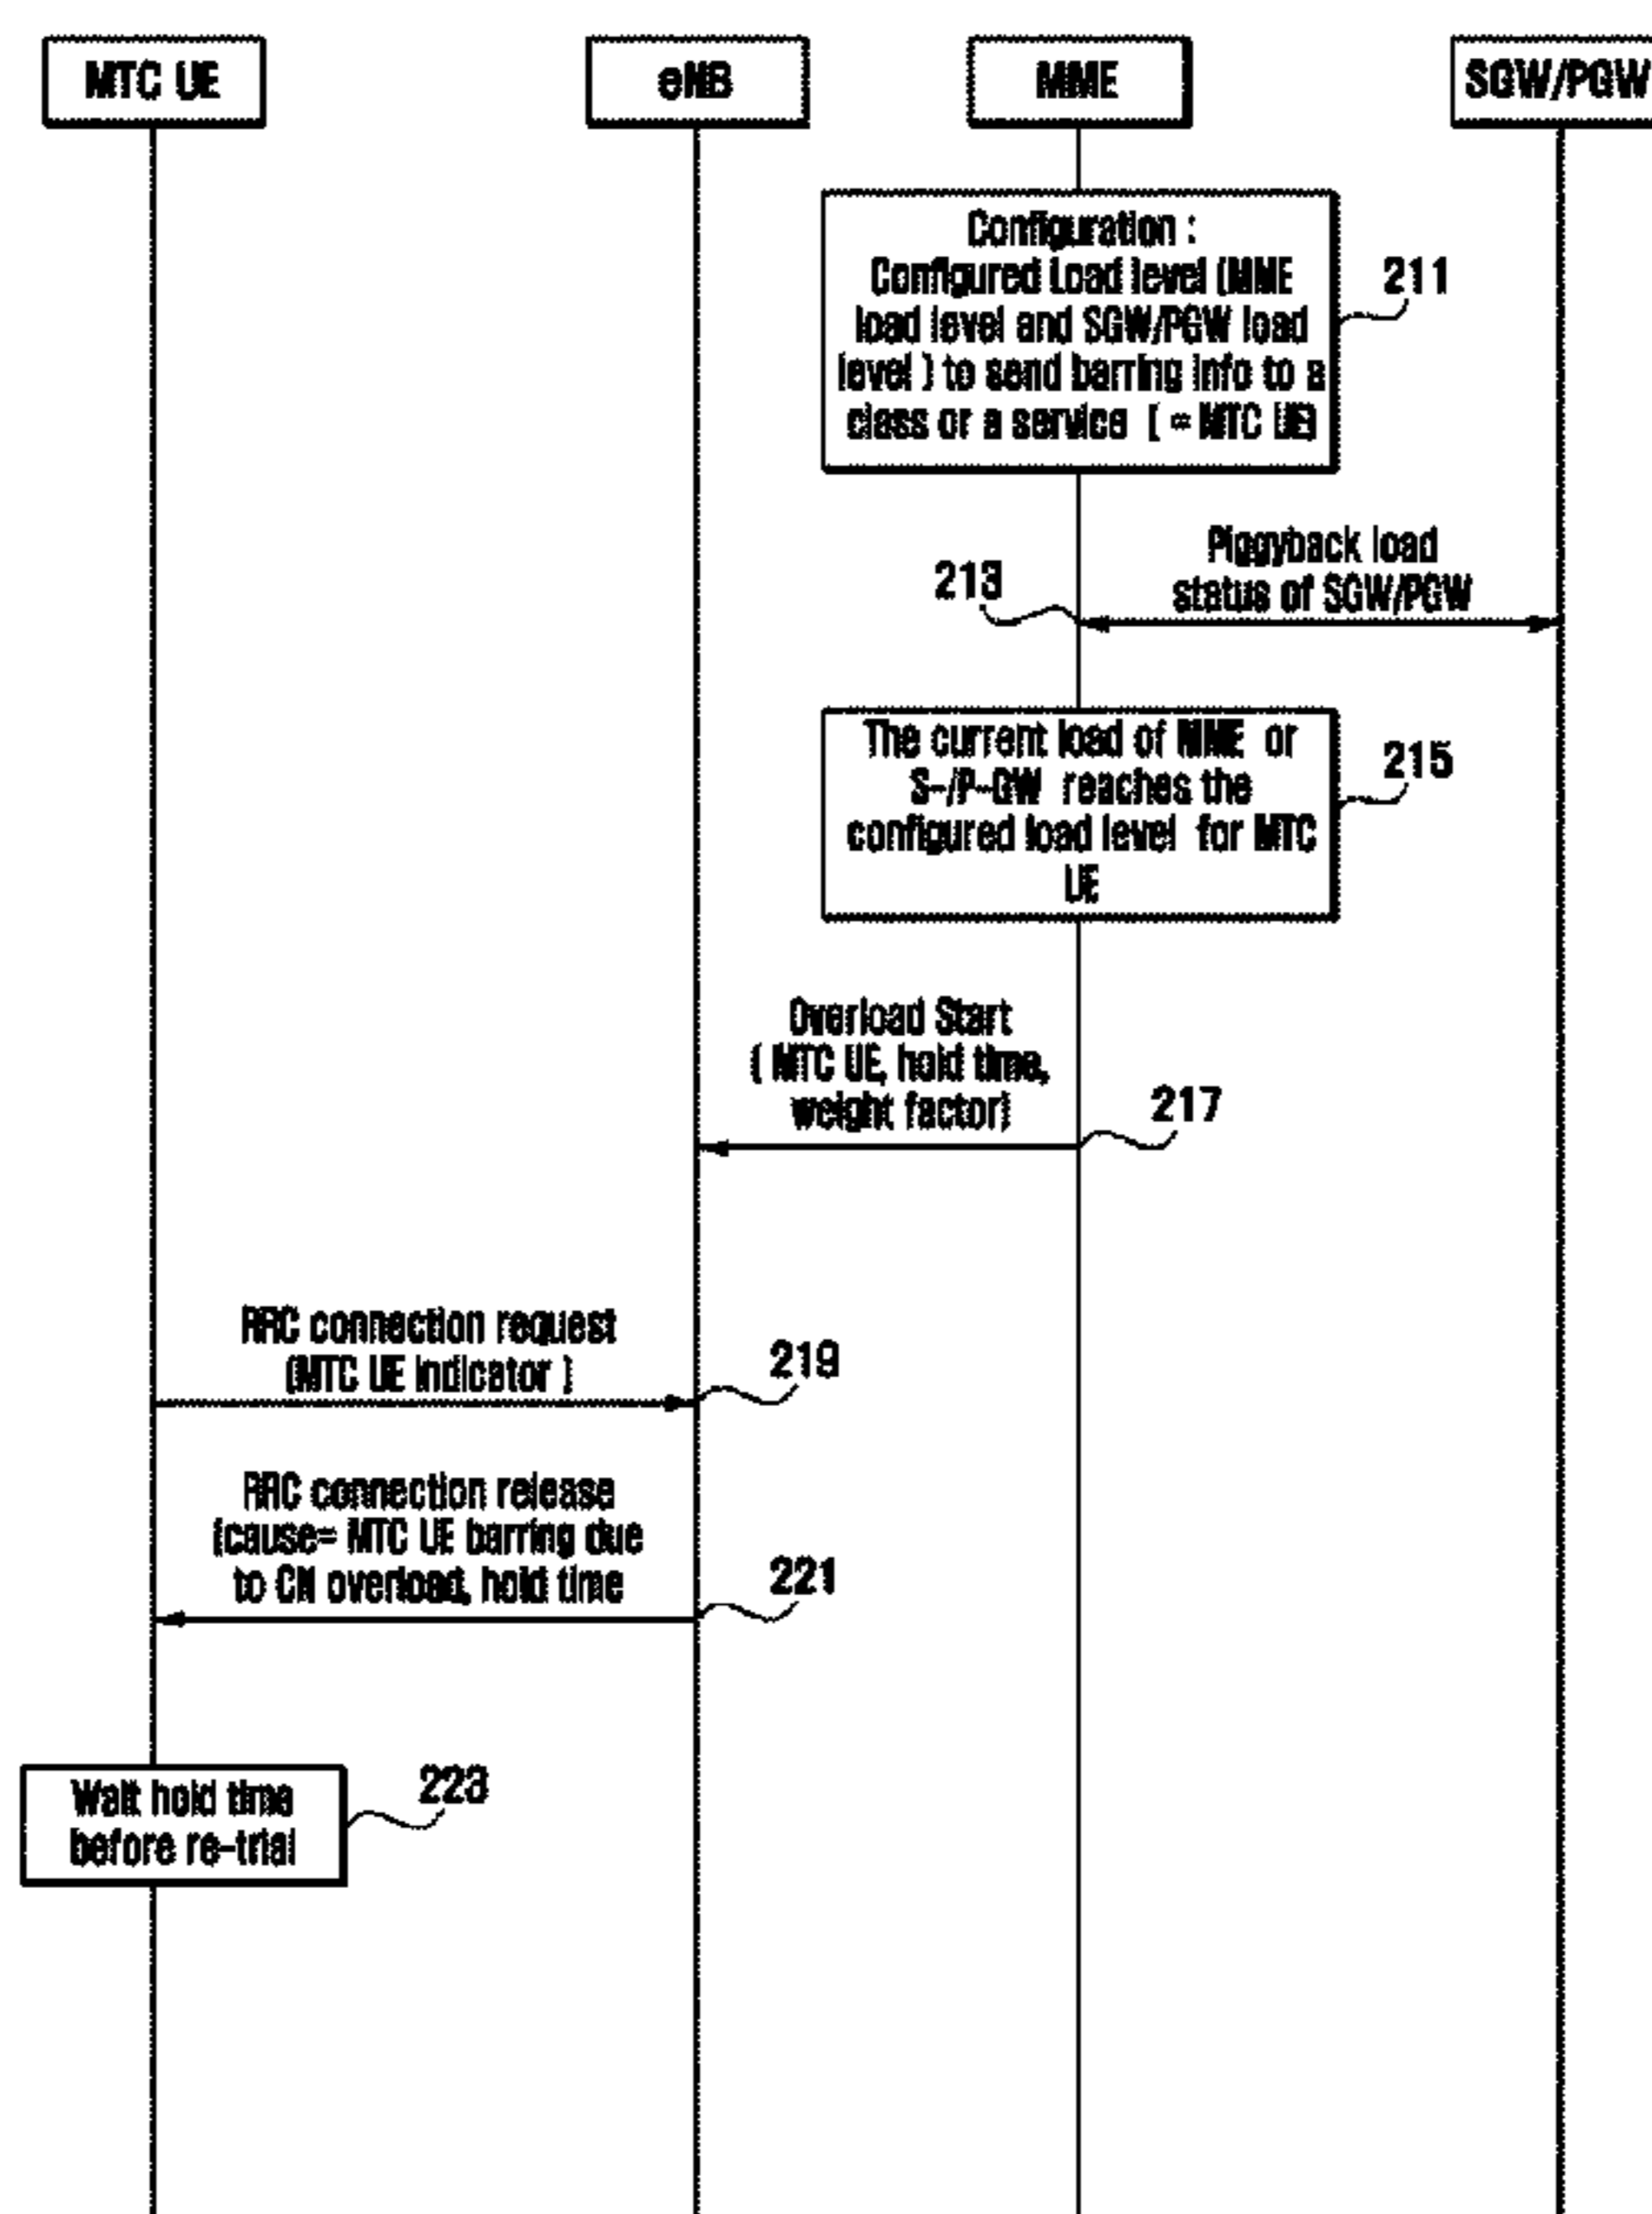 MTC UE
eNB
MME
SGW/PGW
Configuration :
Configured Load level (MME
load level and SGW/PGW load
level ) to send barring info to a
class or a service ( = MTC UE)
211
Piggyback load
status of SGW/PGW
213
The current load of MME or
S-/P-GW reaches the
configured load level for MTC
UE
215
Overload Start
( MTC UE, hold time,
weight factor)
217
RRC connection request
(MTC UE indicator )
219
RRC connection release
(cause= MTC UE barring due
to CN overload, hold time
221
Wait hold time
before re-trial
223